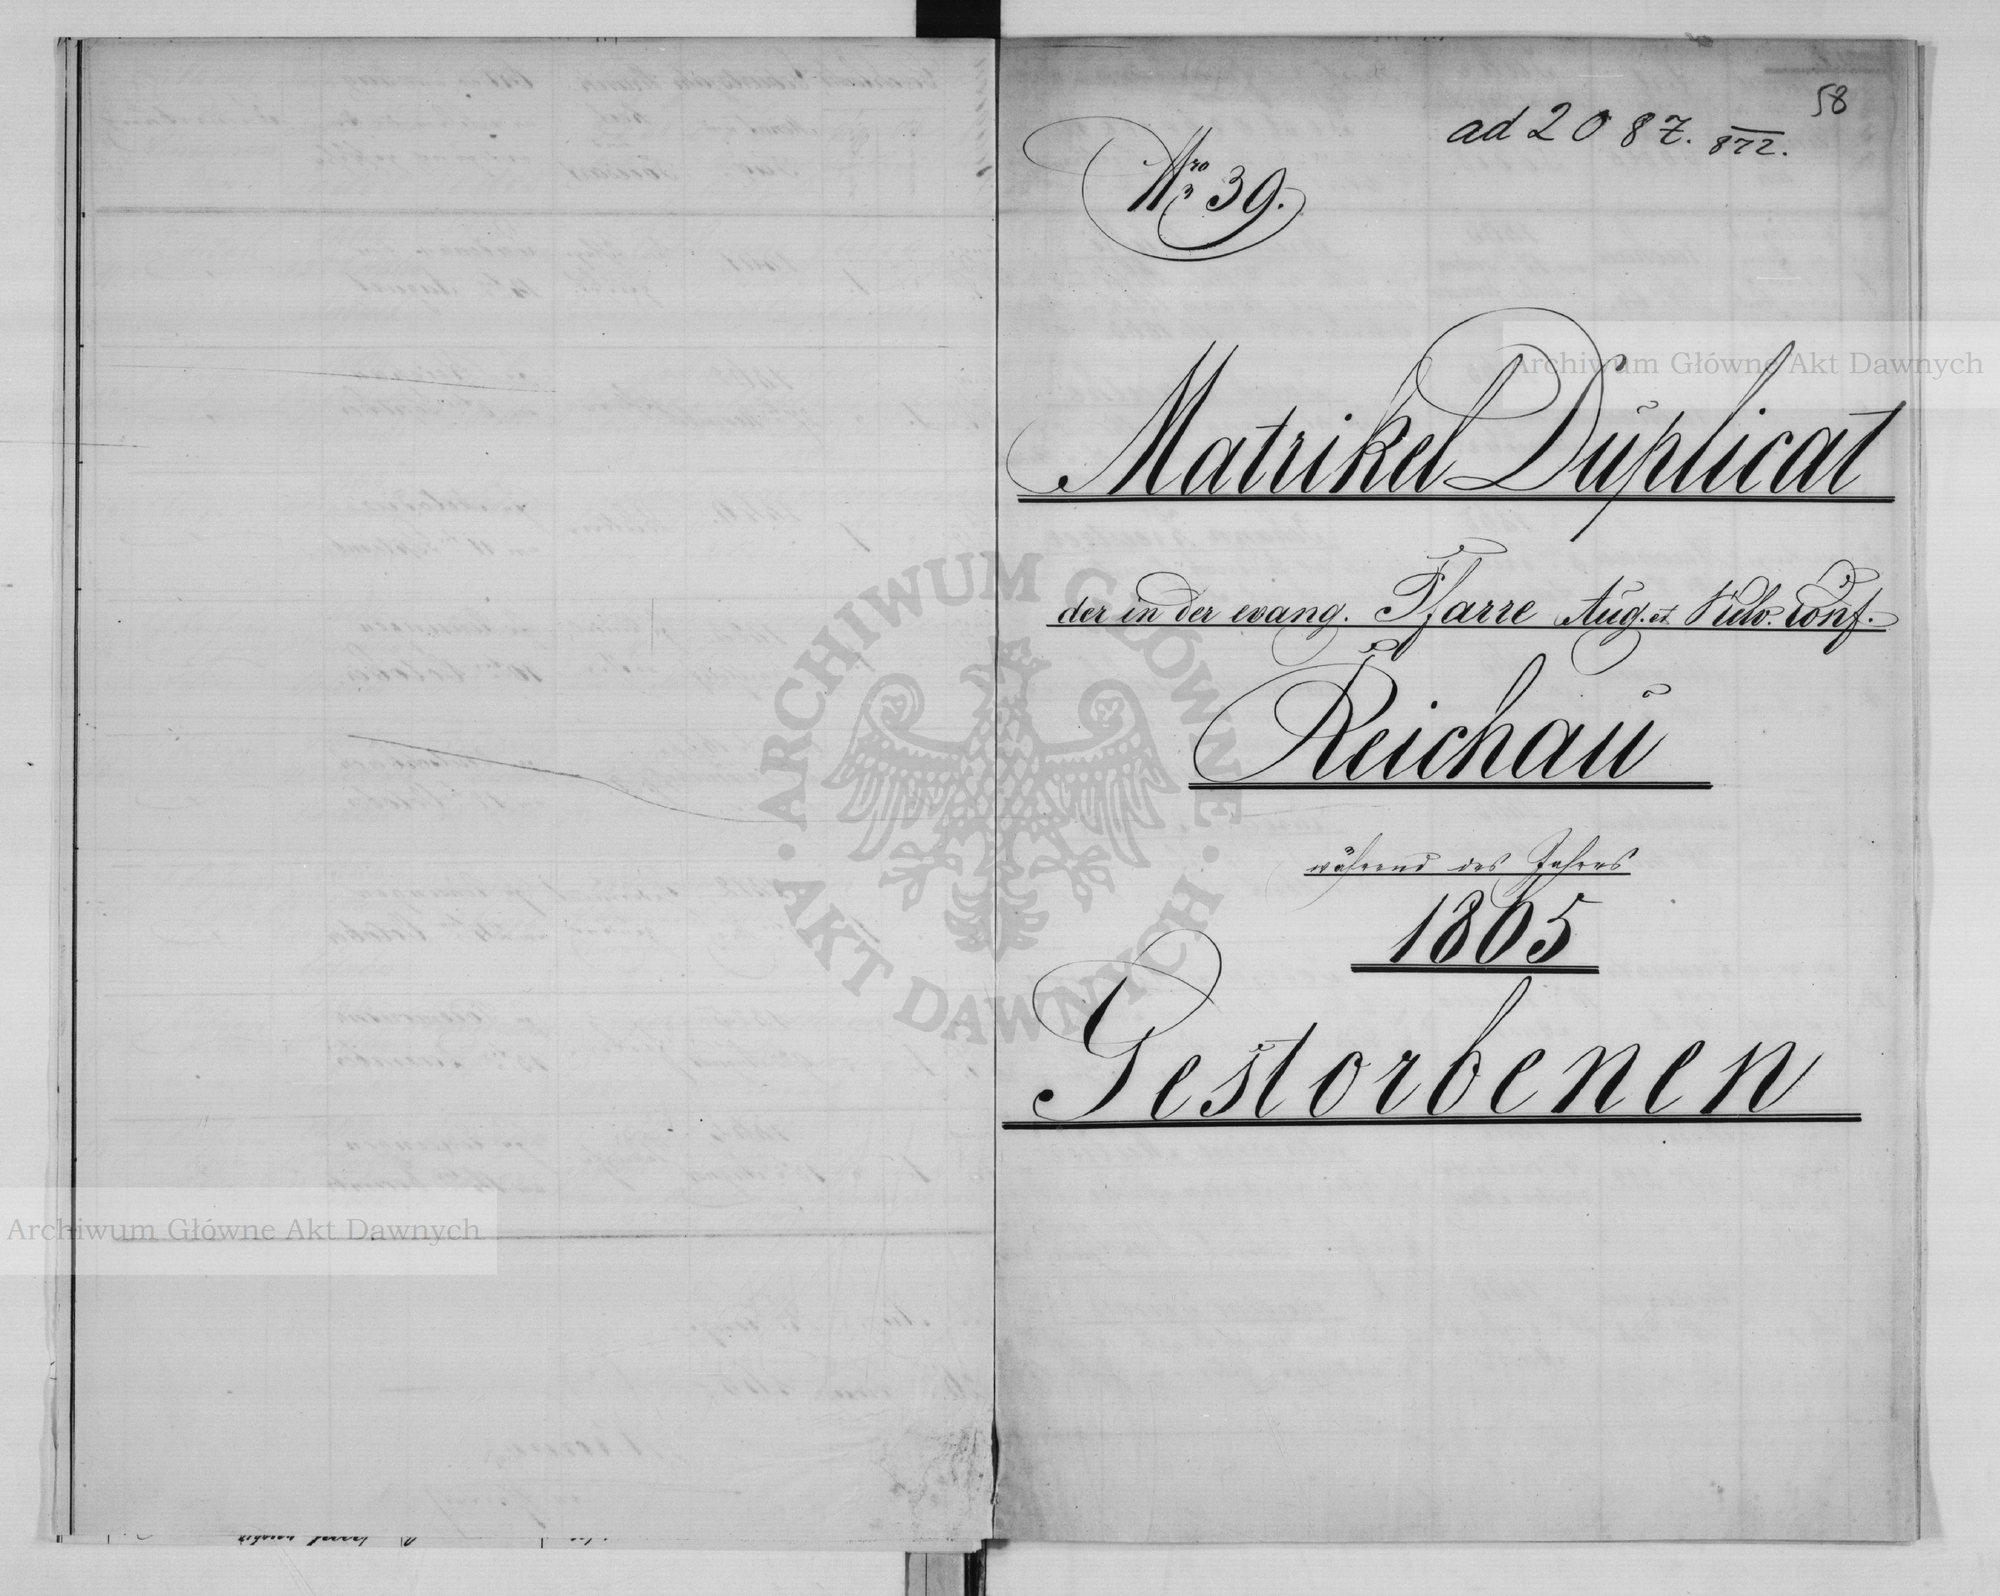 58
ad 2087. 872.
Nro 39.
Matrikel Duplicat
der in der evang. Pfarre Aug. et Helv. Conf.
Reichau
während des Jahres
1865
Gestorbenen
Archiwum Główne Akt Dawnych
ARCHIWUM GŁÓWNE · AKT DAWNYCH ·
Archiwum Główne Akt Dawnych